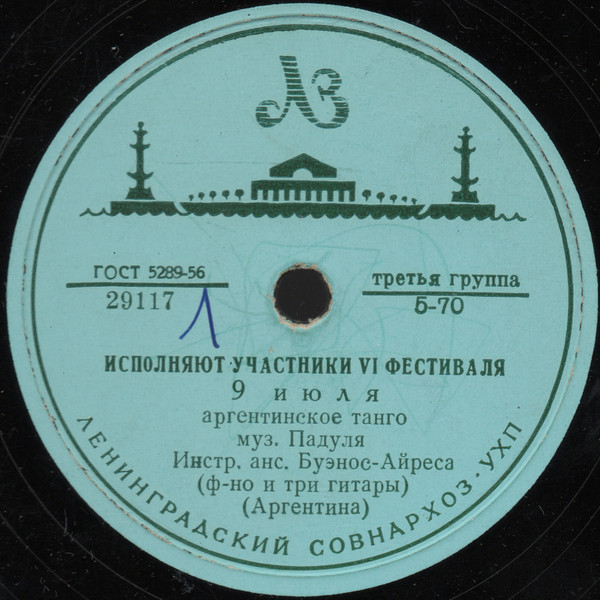 ЛЗ
ГОСТ 5289-56
29117
1
третья группа
5-70
ИСПОЛНЯЮТ УЧАСТНИКИ VI ФЕСТИВАЛЯ
9 июля
аргентинское танго
муз. Падуля
Инстр. анс. Буэнос-Айреса
(ф-но и три гитары)
(Аргентина)
ЛЕНИНГРАДСКИЙ СОВНАРХОЗ · УХП